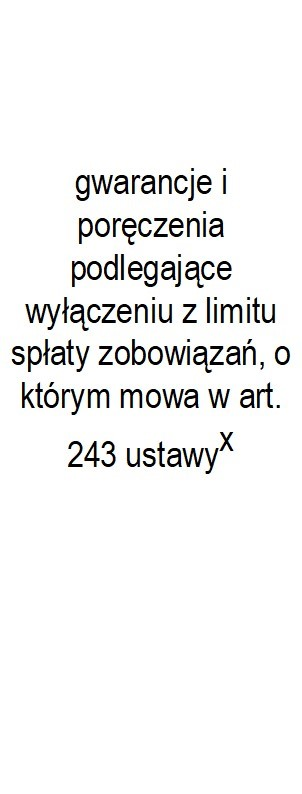 gwarancje i
poręczenia
podlegające
wyłączeniu z limitu
spłaty zobowiązań, o
którym mowa w art.
243 ustawyx